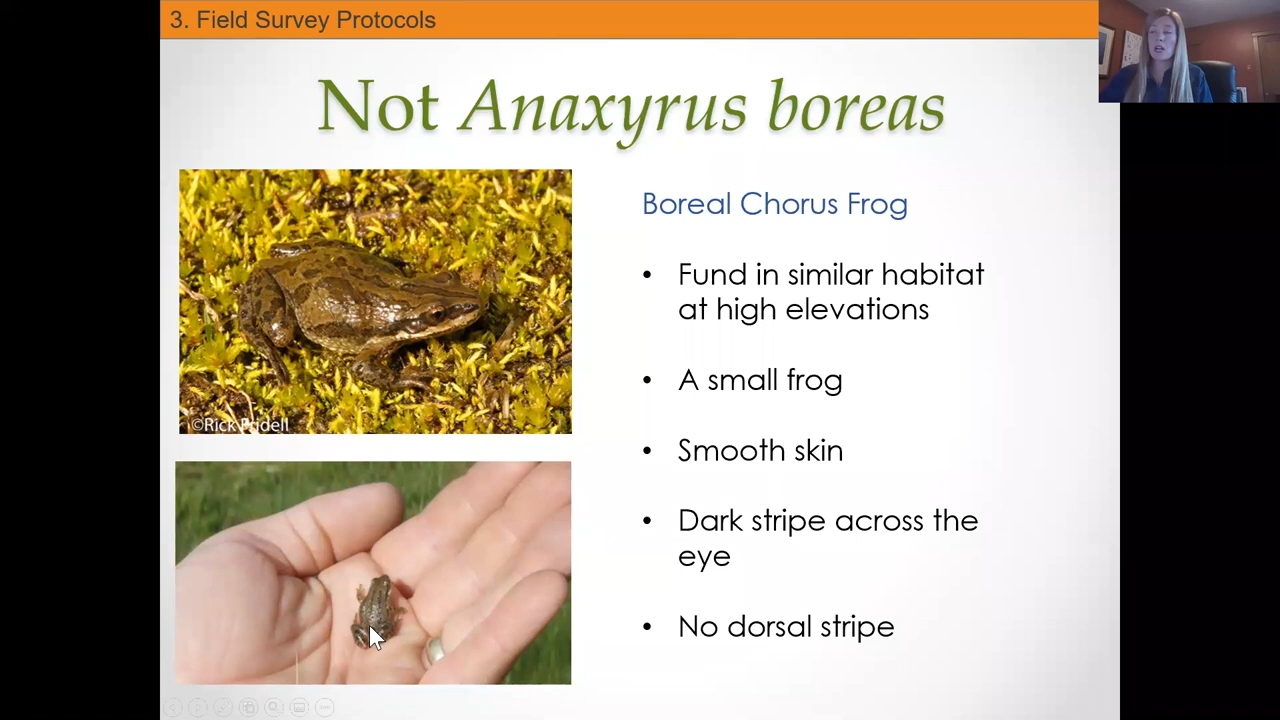 3. Field Survey Protocols
Not Anaxyrus boreas
Boreal Chorus Frog
• Fund in similar habitat
at high elevations
• A small frog
• Smooth skin
• Dark stripe across the
eye
• No dorsal stripe
©Rick Fridell